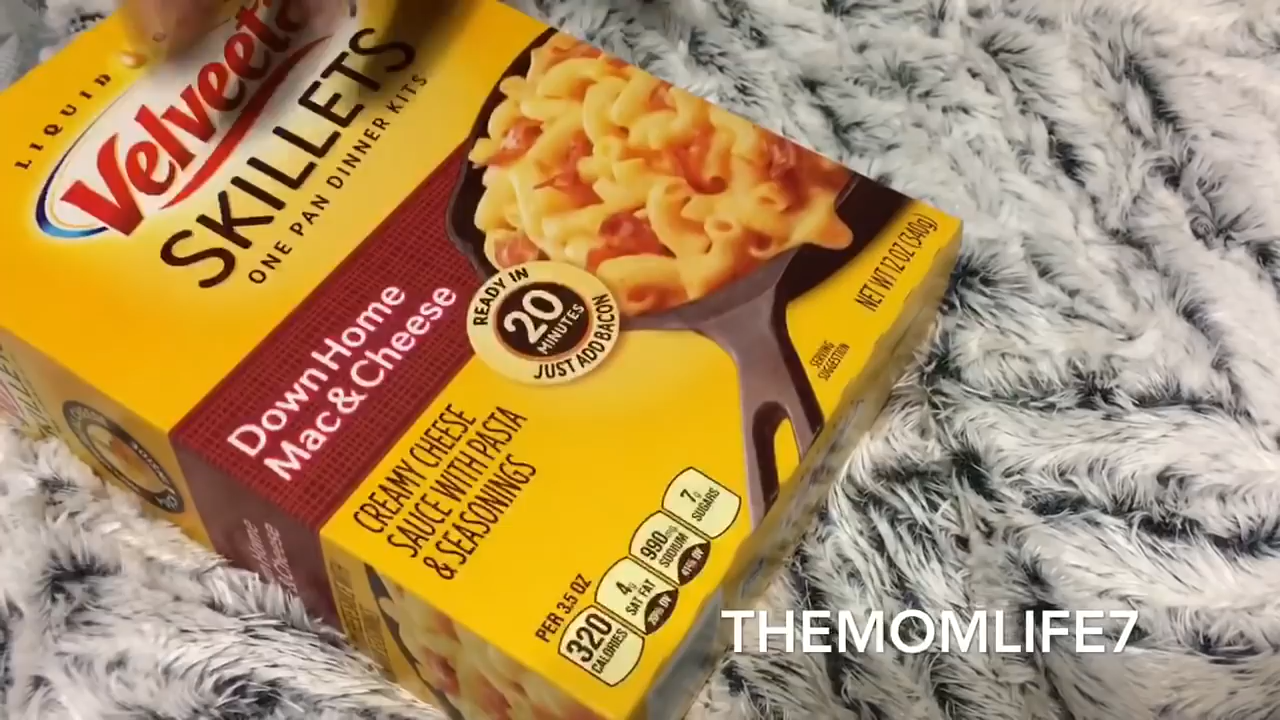 LIQUID
Velveeta
SKILLETS
ONE PAN DINNER KITS
Down Home
Mac & Cheese
READY IN
20
MINUTES
JUST ADD BACON
CREAMY CHEESE
SAUCE WITH PASTA
& SEASONINGS
NET WT 12 OZ (340g)
SERVING
SUGGESTION
PER 3.5 OZ
320
CALORIES
4g
SAT FAT
20% DV
990mg
SODIUM
41% DV
7g
SUGARS
THEMOMLIFE7